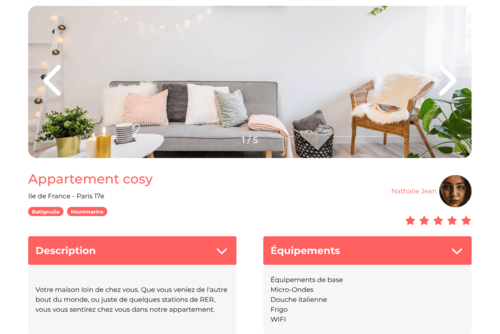 1 / 5
Appartement cosy
Ile de France - Paris 17e
Nathalie Jean
Batignolle Montmartre
Description
Équipements
Votre maison loin de chez vous. Que vous veniez de l'autre
bout du monde, ou juste de quelques stations de RER,
vous vous sentirez chez vous dans notre appartement.
Équipements de base
Micro-Ondes
Douche italienne
Frigo
WIFI